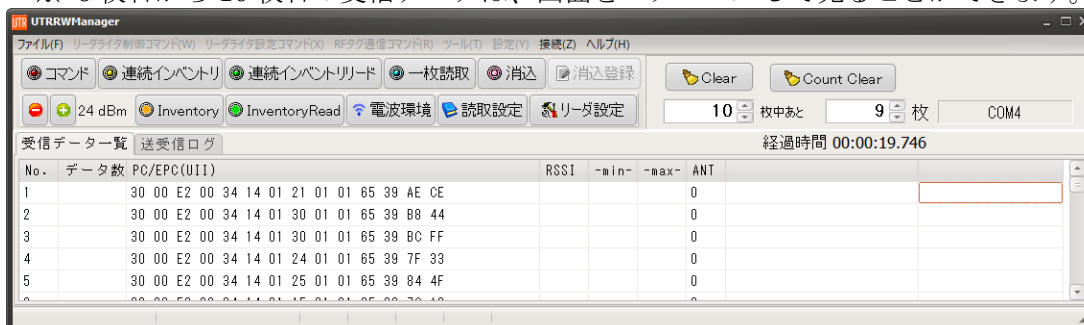 UTR UTRRWManager
ファイル(F) リーダライタ制御コマンド(W) リーダライタ設定コマンド(X) RFタグ通信コマンド(R) ツール(T) 設定(Y) 接続(Z) ヘルプ(H)
コマンド 連続インベントリ 連続インベントリリード 一枚読取 消込 消込登録 Clear Count Clear
24 dBm Inventory InventoryRead 電波環境 読取設定 リーダ設定 10 枚中あと 9 枚 COM4
受信データ一覧 送受信ログ 経過時間 00:00:19.746
No. データ数 PC/EPC(UII) RSSI -min- -max- ANT
1 30 00 E2 00 34 14 01 21 01 01 65 39 AE CE 0
2 30 00 E2 00 34 14 01 30 01 01 65 39 B8 44 0
3 30 00 E2 00 34 14 01 30 01 01 65 39 BC FF 0
4 30 00 E2 00 34 14 01 24 01 01 65 39 7F 33 0
5 30 00 E2 00 34 14 01 25 01 01 65 39 84 4F 0